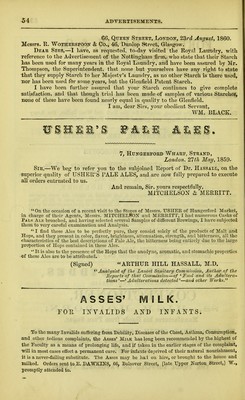 54 ADVERTISEMENTS.
66, Queen Street, London, 23rd August, 1860.
Messrs. R. Wotherspoon & Co., 46, Dunlop Street, Glasgow.
Dear Sirs,—I have, as requested, today visited the Royal Laundry, with
reference to the Advertisement of the Nottingham firm, who state that their Starch
has been used for many years in the Royal Laundry, and have been assured by Mr.
Thompson, the Superintendent, that none but yourselves have any right to state
that they supply Starch to her Majesty's Laundry, as no other Starch is there used,
nor has been used for some years, but the Glenfield Patent Starch.
I have been further assured that your Starch continues to give complete
satisfaction, and that though trial has been made of samples of various Starches,
none of these have been found nearly equal in quality to the Glenfield.
I am, dear Sirs, your obedient Servant,
WM. BLACK.
USHER'S PALE ALES.
7, Hungerford Wharf, Strand,
London, 27th May, 1859.
Sir,—We beg to refer you to the subjoined Report of Dr. Hassall, on the
superior quality of USHER'S PALE ALES, and are now fully prepared to execute
all orders entrusted to us.
And remain, Sir, yours respectfully,
MITCHELSON & MERRITT.
"On the occasion of a recent visit to the Stores of Messrs. USHER of Hungerford Market,
in charge of their Agents, Messrs. MITCHELSON and MERRITT, I had numerous Casks of
Pale Ale broached, and having selected several Samples of different Brewings, I have subjected
them to very careful examination and Analysis.
"I find these Ales to be perfectly pure, they consist solely of the products of Malt and
Hops, and they present in color, flavor, brightness, effervescence, strength, and bitterness, all the
characteristics of the best descriptions of Pale Ale, the bitterness being entirely due to the large
proportion of Hops contained in these Ales.
"It is also to the presence of the Hops that the sanative, aromatic, and stomachic properties
of these Ales are to be attributed.
(Signed) "ARTHUR HILL HASSALL, M.D,
"Analyst of the Lancet Sanitary Commission, Author of the
Reports of that Commission—of 'Food and its Adultera-
tions'—'Adulterations detected'—and other Works."
ASSES' MILK.
FOR INVALIDS AND INFANTS.
To the many Invalids suffering from Debility, Diseases of the Chest, Asthma, Consumption,
and other tedious complaints, the Asses' Milk has long been recommended by the highest of
the Faculty as a means of prolonging life, and if taken in the earlier stages of the complaint,
will in most cases effect a permanent cure. For infants deprived of their natural nourishment,
it is a never-failing substitute. The Asses may be had on hire, or brought to the house and
milked. Orders sent to E. DAWKINS, Bolsover Street, (late Upper Norton Street,) W.,
promptly attended to.